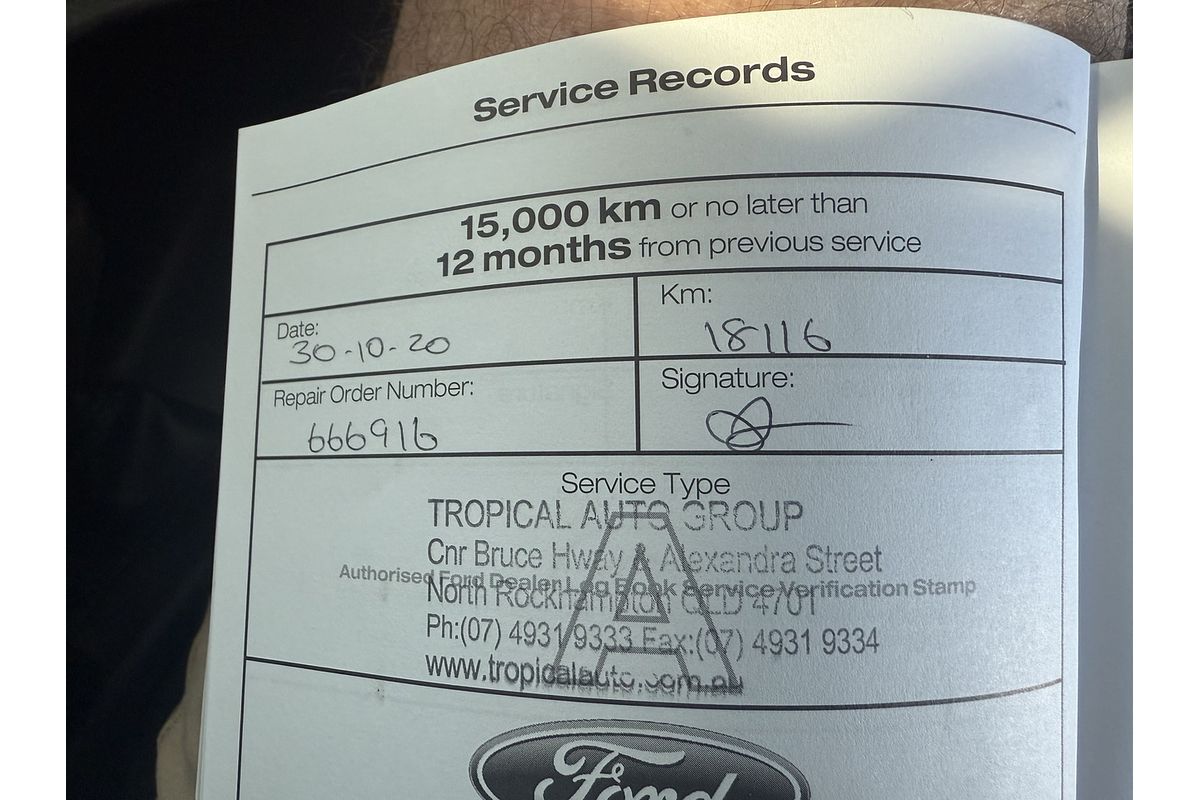 Service Records
15,000 km or no later than
12 months from previous service
Date:
30-10-20
Km:
18116
Repair Order Number:
666916
Signature:
Service Type
A
TROPICAL AUTO GROUP
Cnr Bruce Hway & Alexandra Street
Authorised Ford Dealer Log Book Service Verification Stamp
North Rockhampton QLD 4701
Ph:(07) 4931 9333 Fax:(07) 4931 9334
www.tropicalauto.com.au
Ford